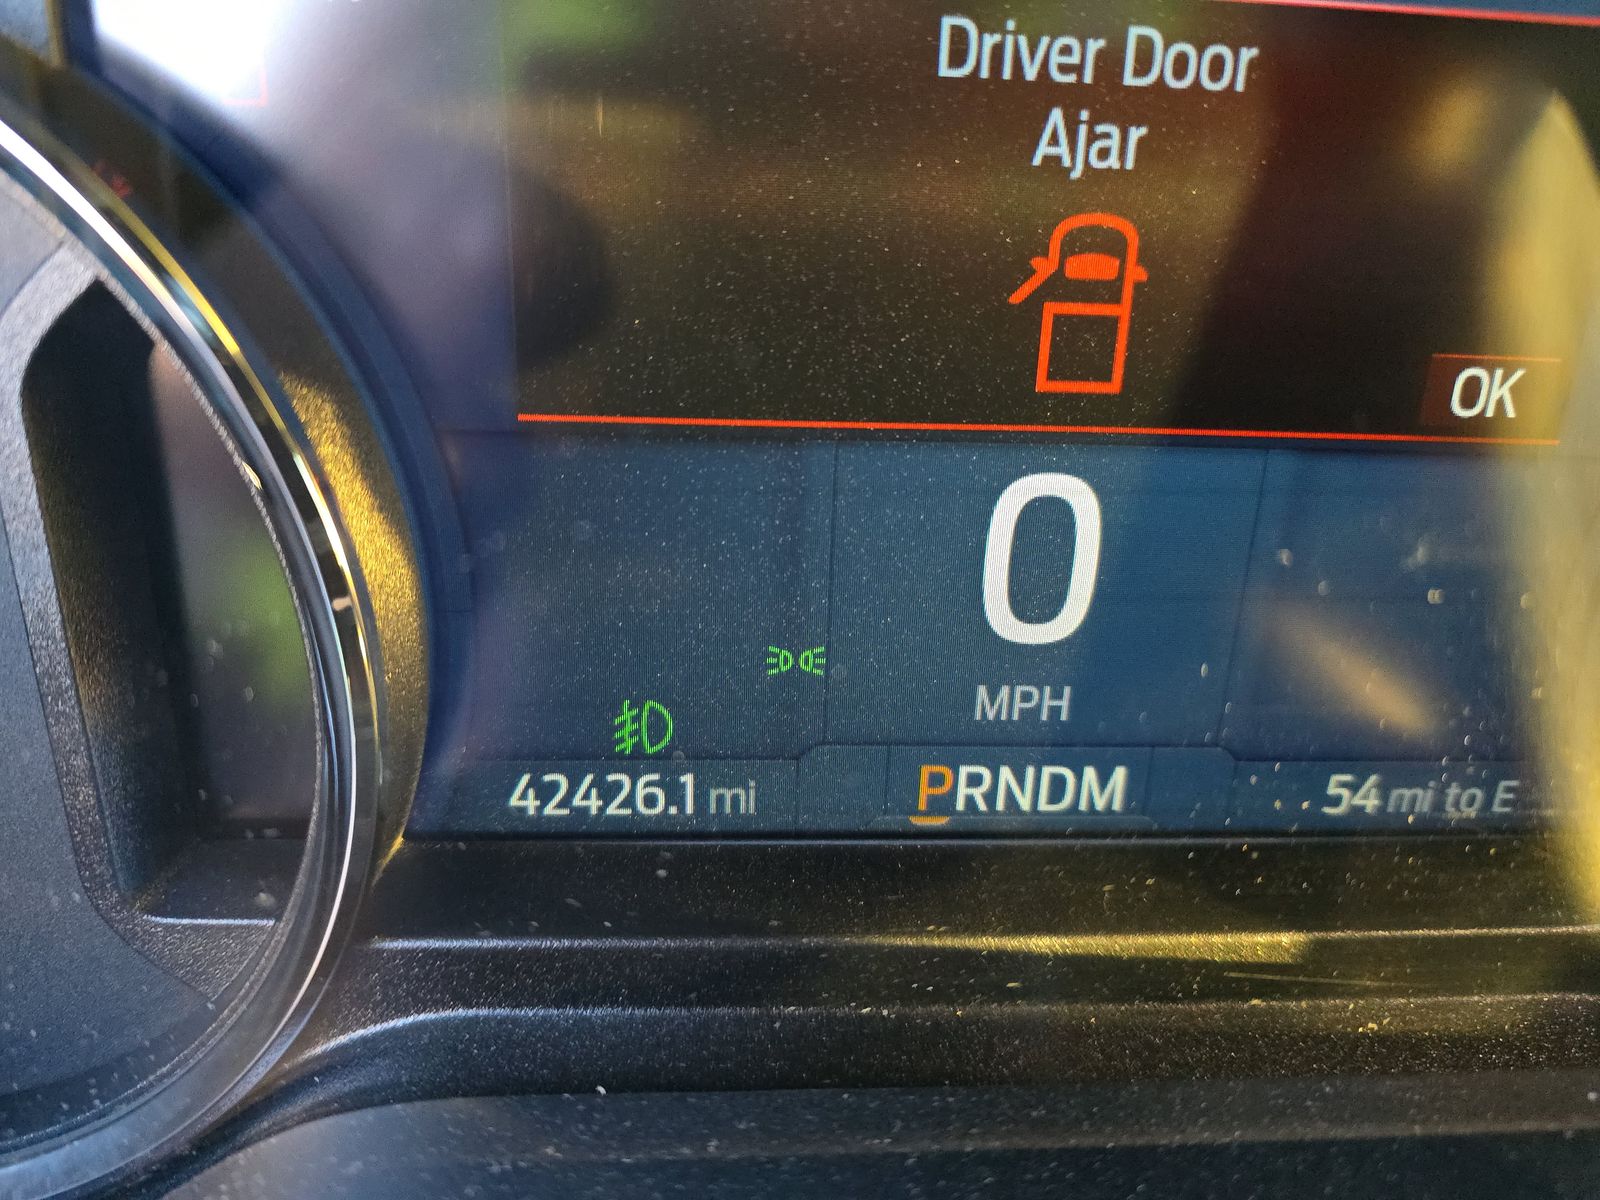 Driver Door
Ajar
OK
0
MPH
42426.1 mi
PRNDM
54 mi to E